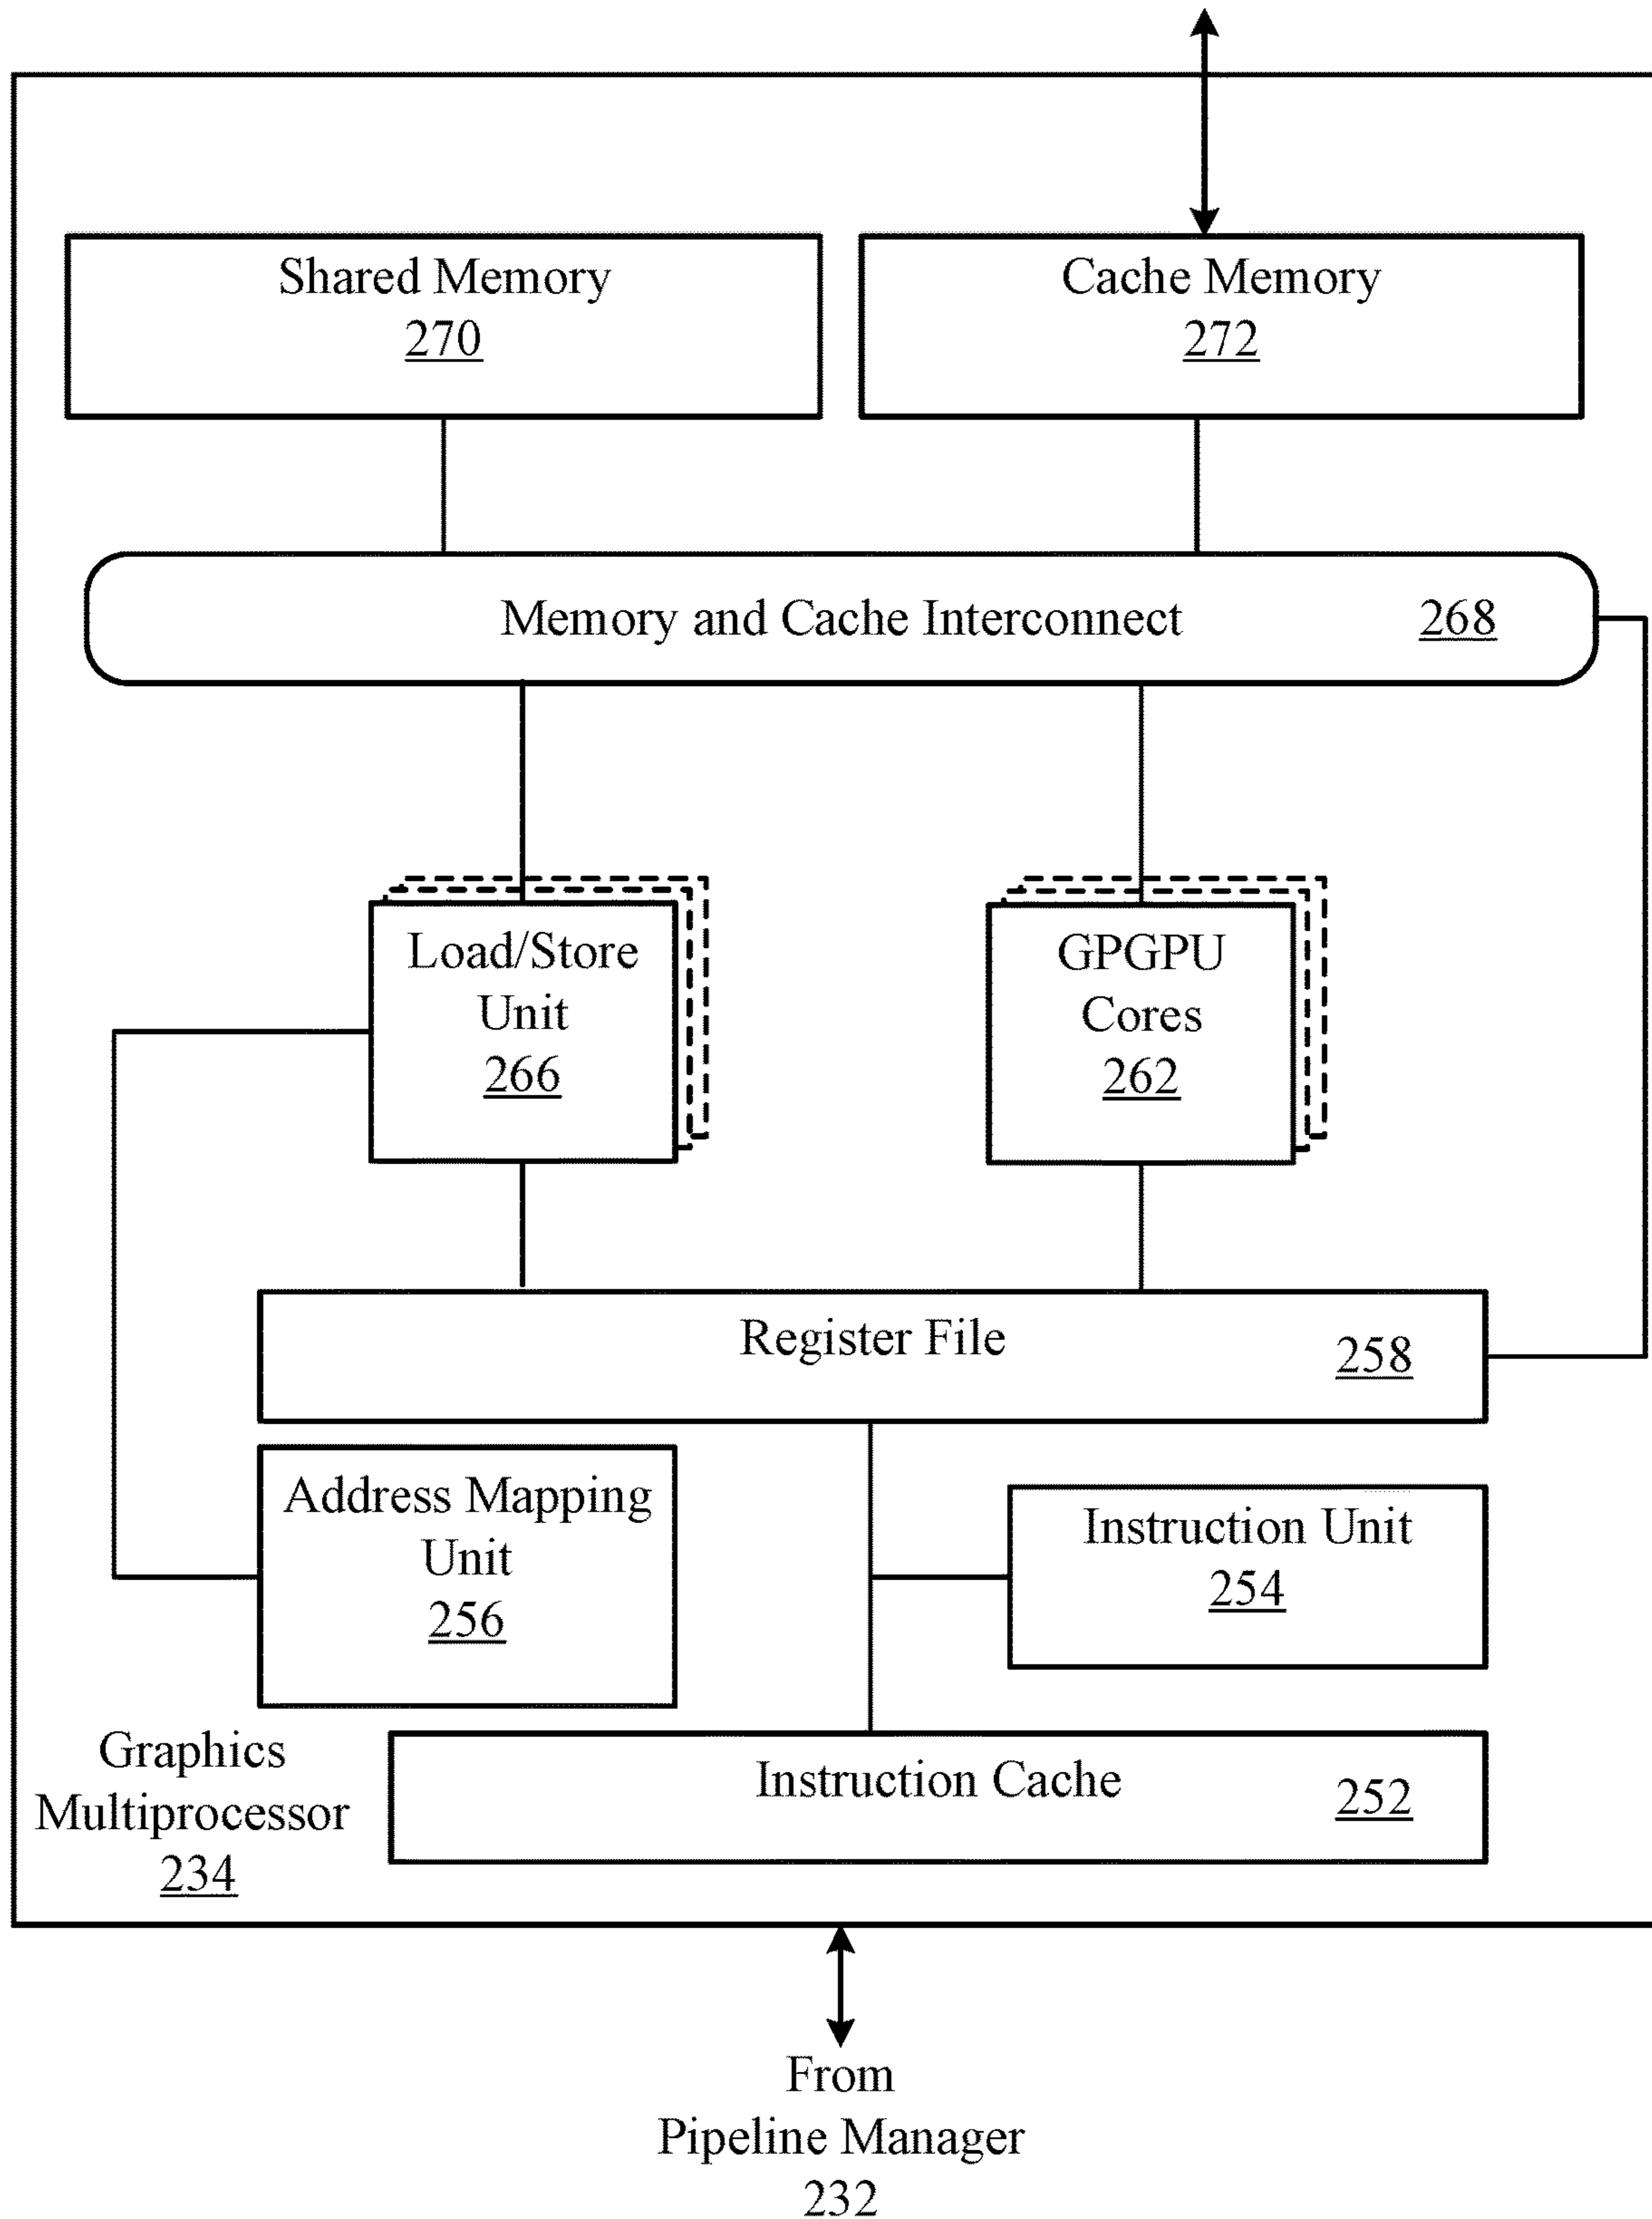 Shared Memory
270
Cache Memory
272
Memory and Cache Interconnect 268
Load/Store
Unit
266
GPGPU
Cores
262
Register File 258
Address Mapping
Unit
256
Instruction Unit
254
Graphics
Multiprocessor
234
Instruction Cache 252
From
Pipeline Manager
232